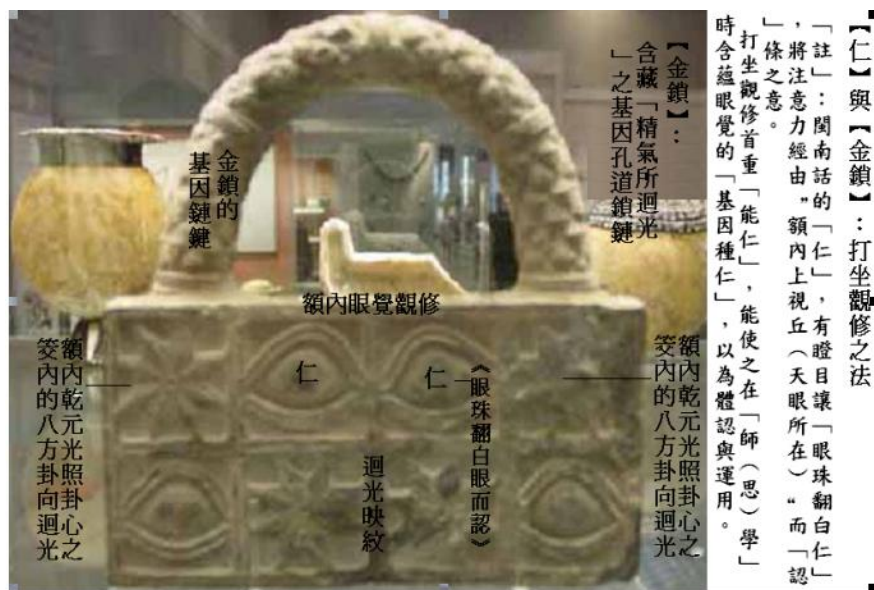 【仁】與【金鎖】：打坐觀修之法
「註」：閩南話的「仁」，有瞪目讓「眼珠翻白仁」
，將注意力經由”額內上視丘（天眼所在）“而「認
」條之意。
打坐觀修首重「能仁」，能使之在「師（思）學」
時含蘊眼覺的「基因種仁」，以為體認與運用。
【金鎖】：
含藏「精氣所迴光
」之基因孔道鎖鏈
金鎖的
基因鏈鍵
額內眼覺觀修
額內乾元光照卦心之
筊內的八方卦向迴光
仁
仁
《眼珠翻白眼而認》
迴光映紋
額內乾元光照卦心之
筊內的八方卦向迴光